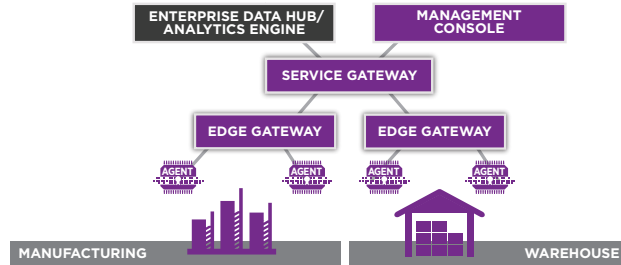 ENTERPRISE DATA HUB/
ANALYTICS ENGINE
MANAGEMENT
CONSOLE
SERVICE GATEWAY
EDGE GATEWAY
EDGE GATEWAY
AGENT
AGENT
AGENT
AGENT
MANUFACTURING
WAREHOUSE